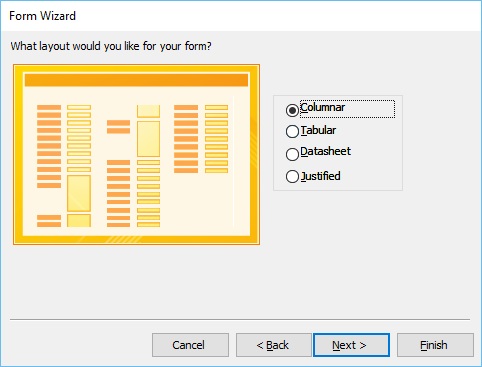 Form Wizard
What layout would you like for your form?
Columnar
Tabular
Datasheet
Justified
Cancel
< Back
Next >
Finish